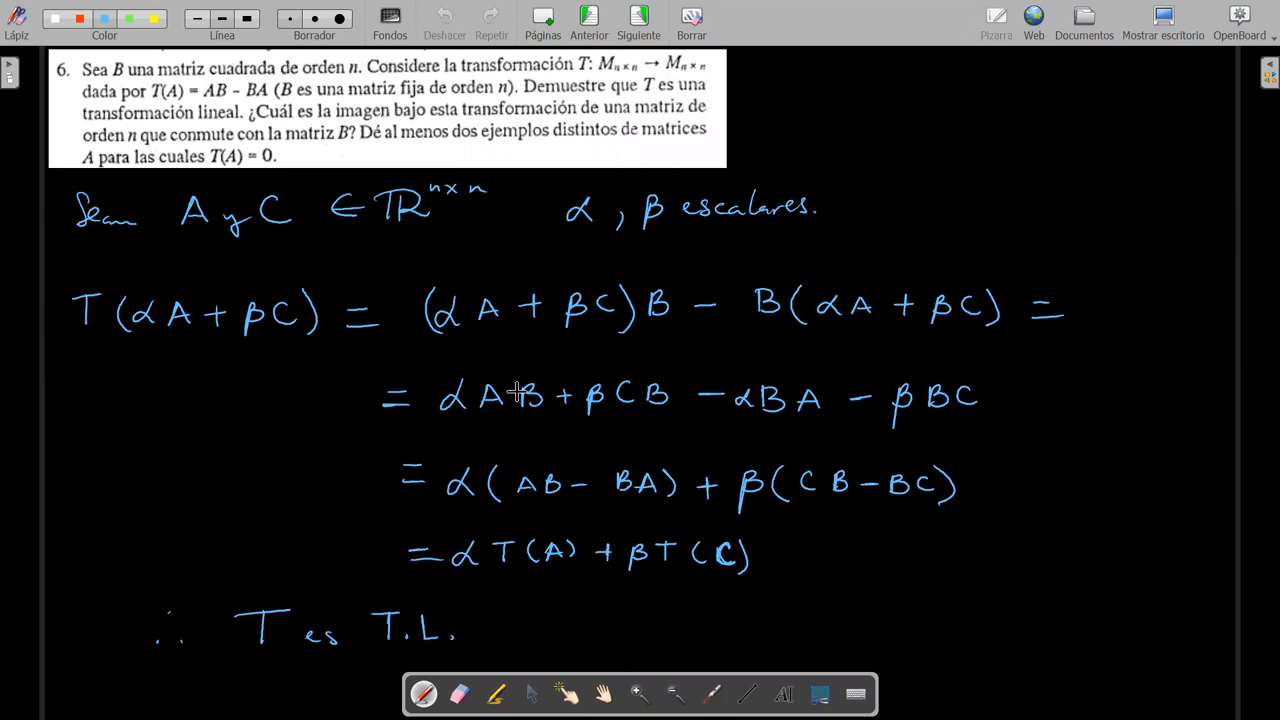 Color Línea Borrador Fondos Deshacer Repetir Páginas Anterior Siguiente Borrar
Lápiz Pizarra Web Documentos Mostrar escritorio OpenBoard
6. Sea B una matriz cuadrada de orden n. Considere la transformación T: Mₙₓₙ → Mₙₓₙ
dada por T(A) = AB - BA (B es una matriz fija de orden n). Demuestre que T es una
transformación lineal. ¿Cuál es la imagen bajo esta transformación de una matriz de
orden n que conmute con la matriz B? Dé al menos dos ejemplos distintos de matrices
A para las cuales T(A) = 0.
Sean A y C ∈ ℝⁿˣⁿ α, β escalares.
T(αA + βC) = (αA + βC)B - B(αA + βC) =
= αAB + βCB - αBA - βBC
= α(AB - BA) + β(CB - BC)
= αT(A) + βT(C)
∴ T es T.L.
AI